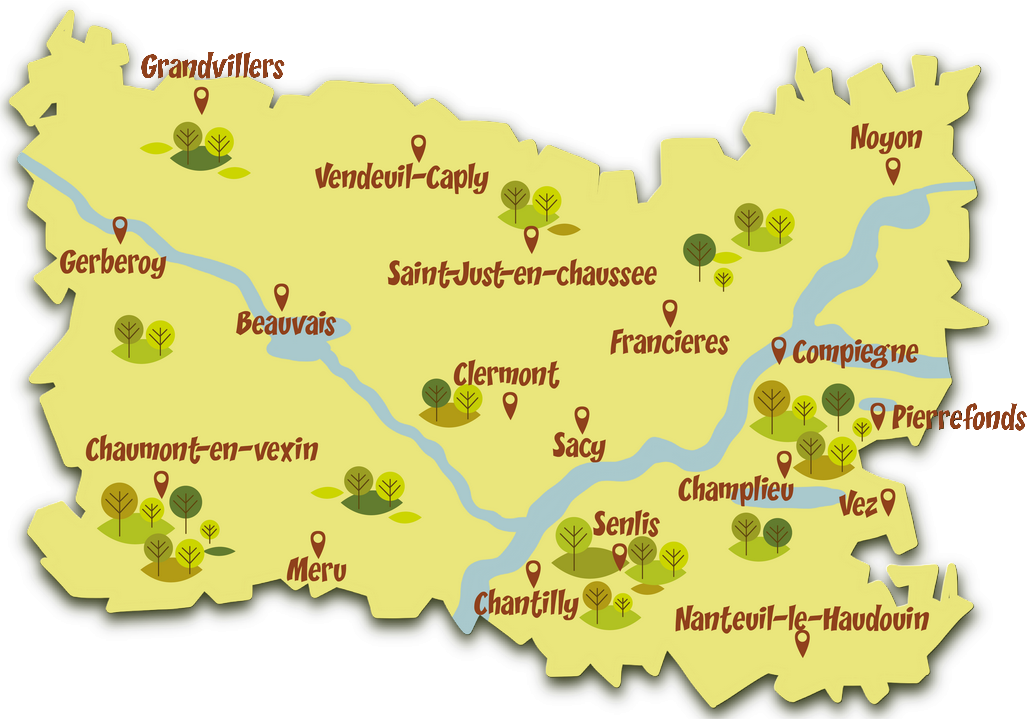 Grandvillers
Noyon
Vendeuil-Caply
Gerberoy
Saint-Just-en-chaussee
Beauvais
Francieres
Compiegne
Clermont
Pierrefonds
Sacy
Chaumont-en-vexin
Champlieu
Vez
Senlis
Meru
Chantilly
Nanteuil-le-Haudouin